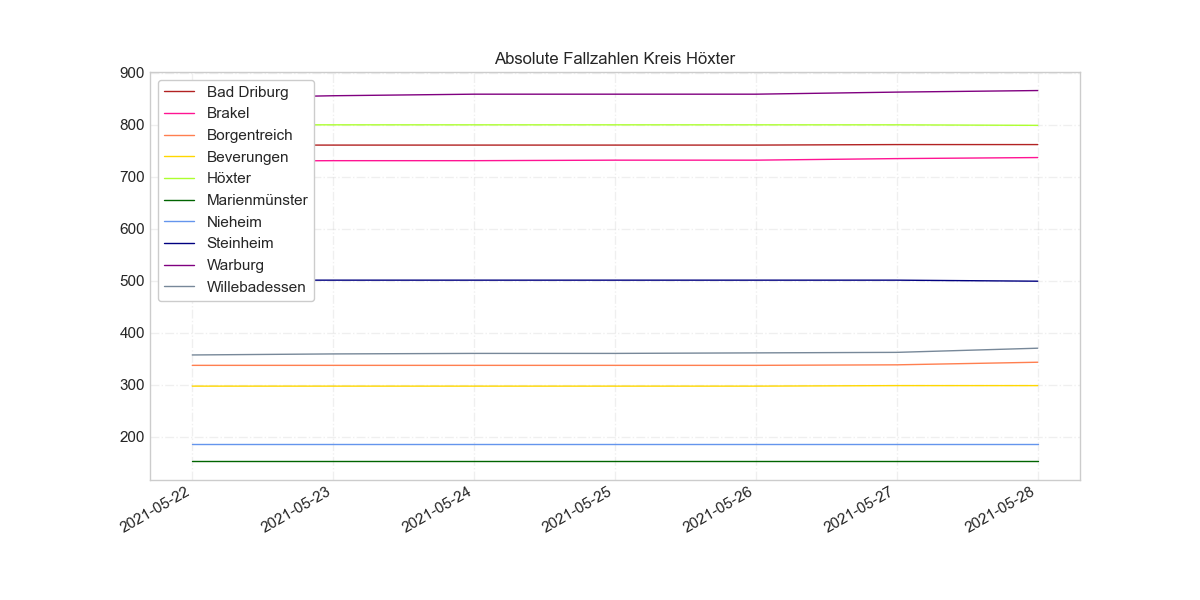 Absolute Fallzahlen Kreis Höxter
900
800
700
600
500
400
300
200
Bad Driburg
Brakel
Borgentreich
Beverungen
Höxter
Marienmünster
Nieheim
Steinheim
Warburg
Willebadessen
2021-05-22
2021-05-23
2021-05-24
2021-05-25
2021-05-26
2021-05-27
2021-05-28